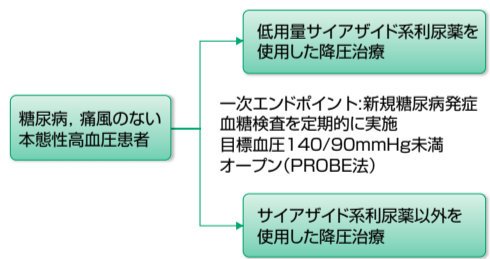 低用量サイアザイド系利尿薬を
使用した降圧治療
糖尿病，痛風のない
本態性高血圧患者
一次エンドポイント:新規糖尿病発症
血糖検査を定期的に実施
目標血圧140/90mmHg未満
オープン(PROBE法)
サイアザイド系利尿薬以外を
使用した降圧治療